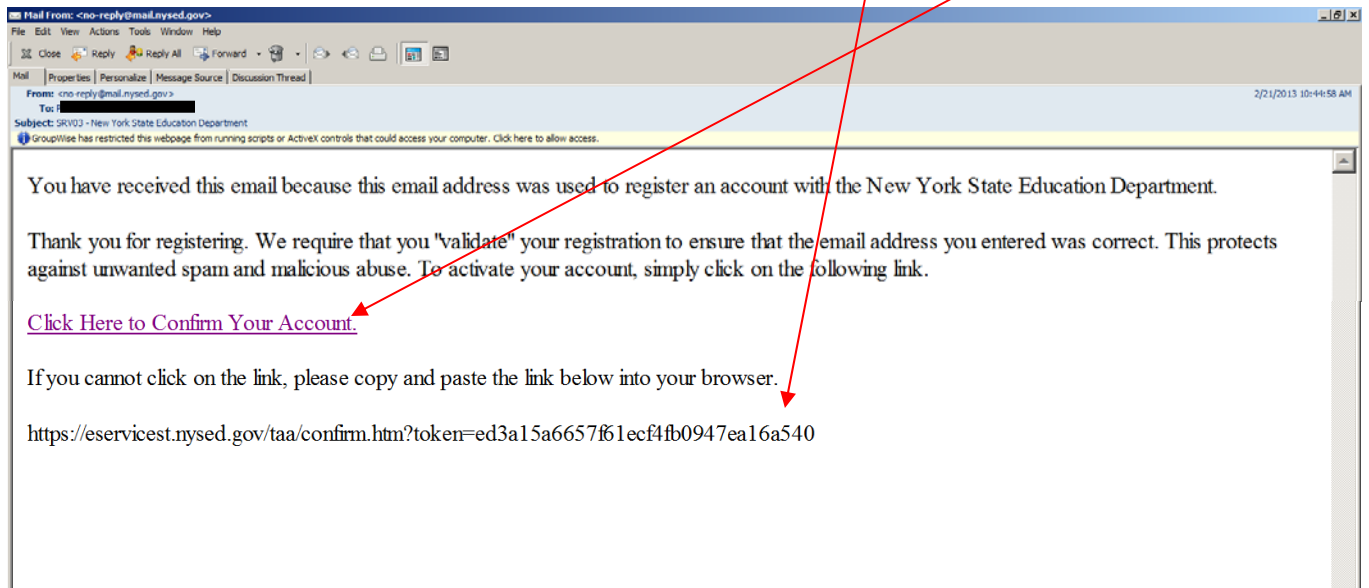 Mail From: <no-reply@mail.nysed.gov>
File Edit View Actions Tools Window Help
Close Reply Reply All Forward
Mail Properties Personalize Message Source Discussion Thread
From: <no-reply@mail.nysed.gov> 2/21/2013 10:44:58 AM
To:
Subject: SRV03 - New York State Education Department
GroupWise has restricted this webpage from running scripts or ActiveX controls that could access your computer. Click here to allow access.
You have received this email because this email address was used to register an account with the New York State Education Department.
Thank you for registering. We require that you "validate" your registration to ensure that the email address you entered was correct. This protects
against unwanted spam and malicious abuse. To activate your account, simply click on the following link.
Click Here to Confirm Your Account.
If you cannot click on the link, please copy and paste the link below into your browser.
https://eservicest.nysed.gov/taa/confirm.htm?token=ed3a15a6657f61ecf4fb0947ea16a540